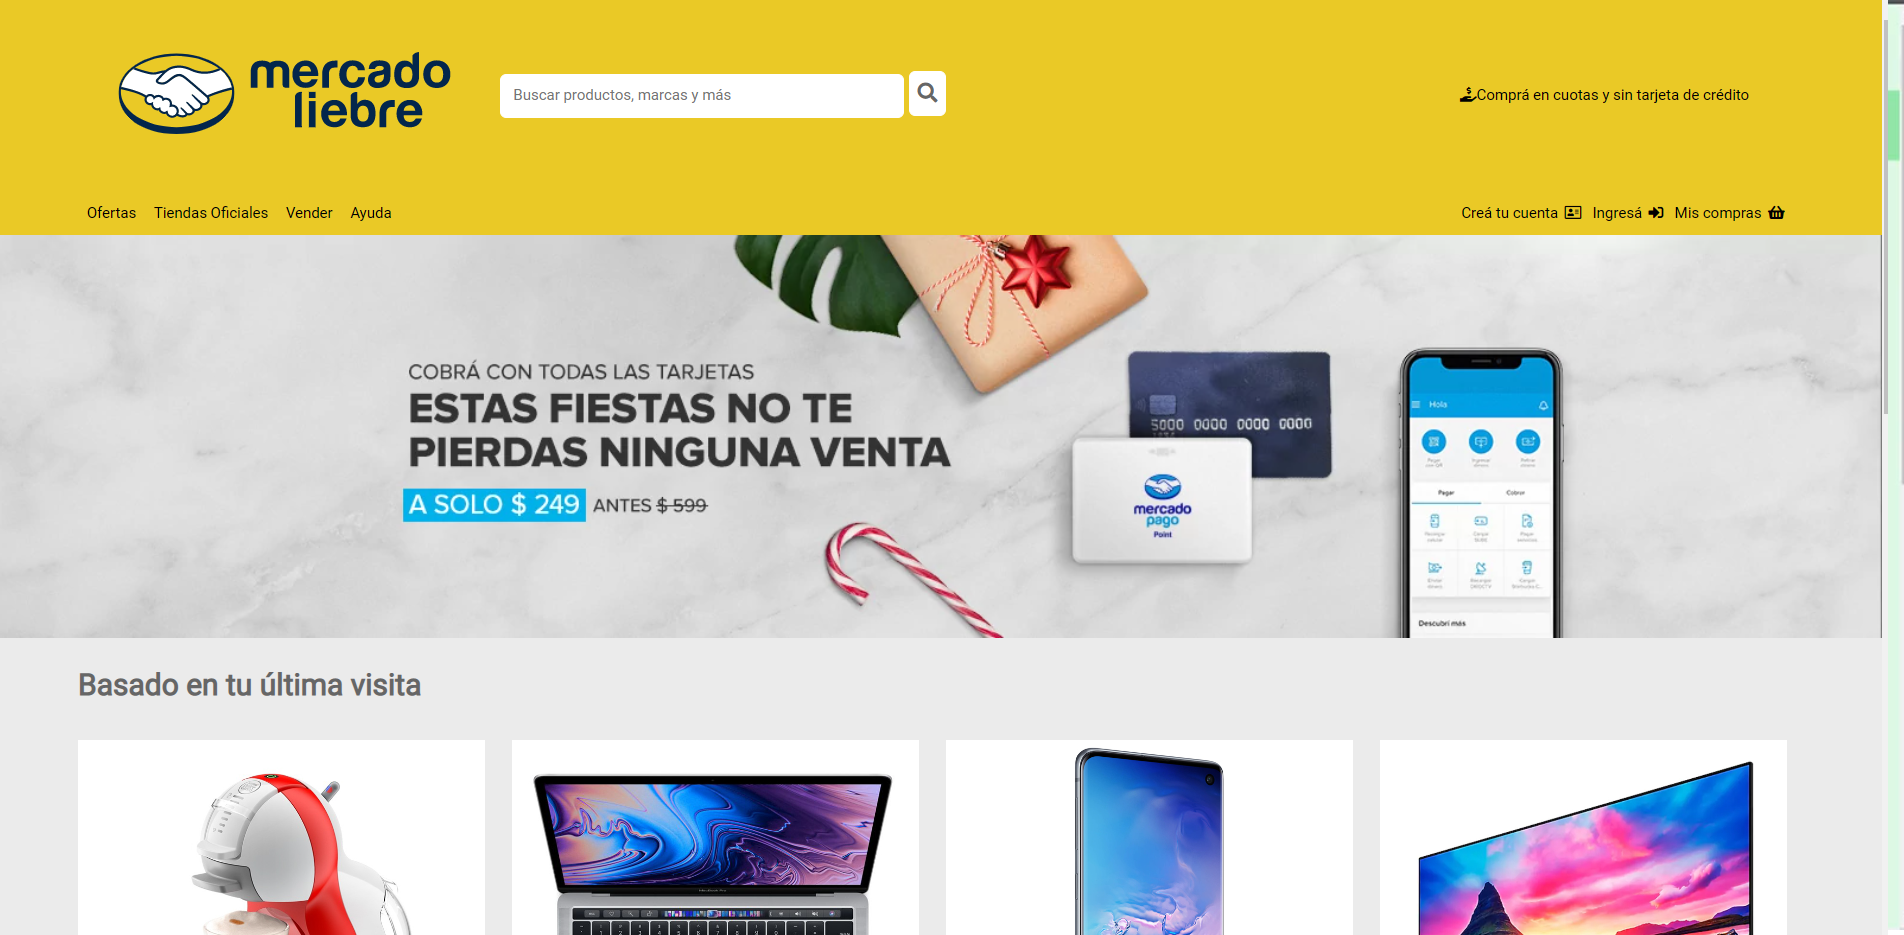 mercado
liebre
Buscar productos, marcas y más
Comprá en cuotas y sin tarjeta de crédito
Ofertas Tiendas Oficiales Vender Ayuda
Creá tu cuenta Ingresá Mis compras
COBRÁ CON TODAS LAS TARJETAS
ESTAS FIESTAS NO TE
PIERDAS NINGUNA VENTA
A SOLO $ 249 ANTES $ 599
5000 0000 0000 0000
mercado
pago
Point
Hola
Pagar Cobrar
Descubrí más
Basado en tu última visita